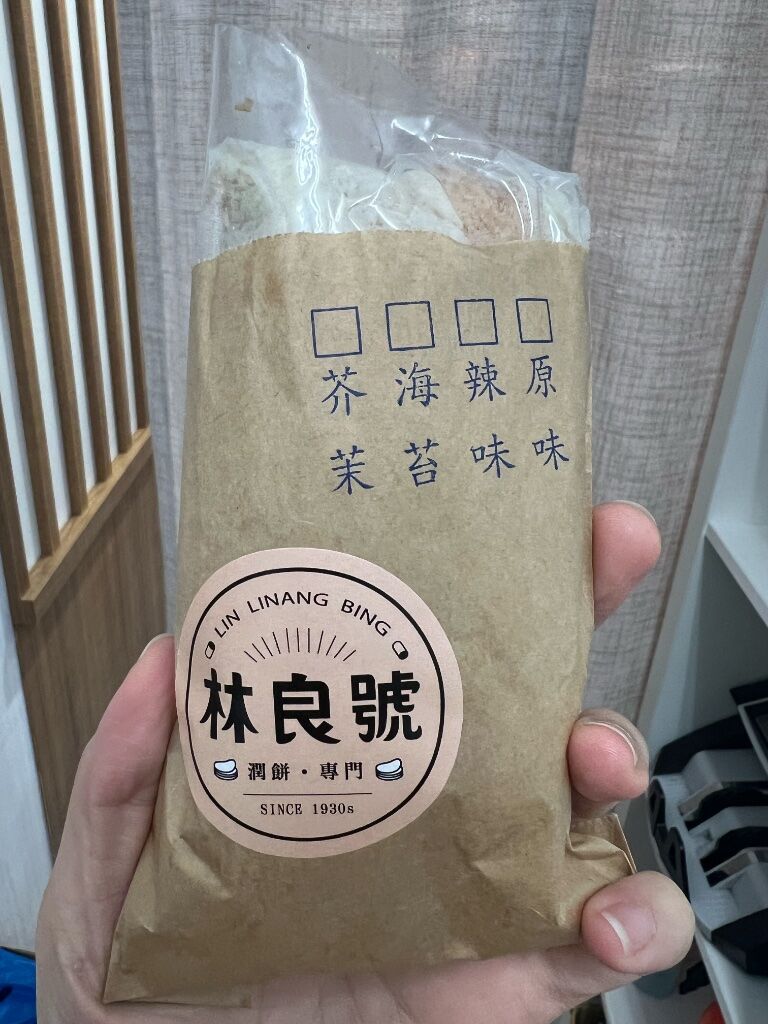 □ 原味
□ 辣味
□ 海苔
□ 芥茉
LIN LINANG BING
林良號
潤餅・專門
SINCE 1930s